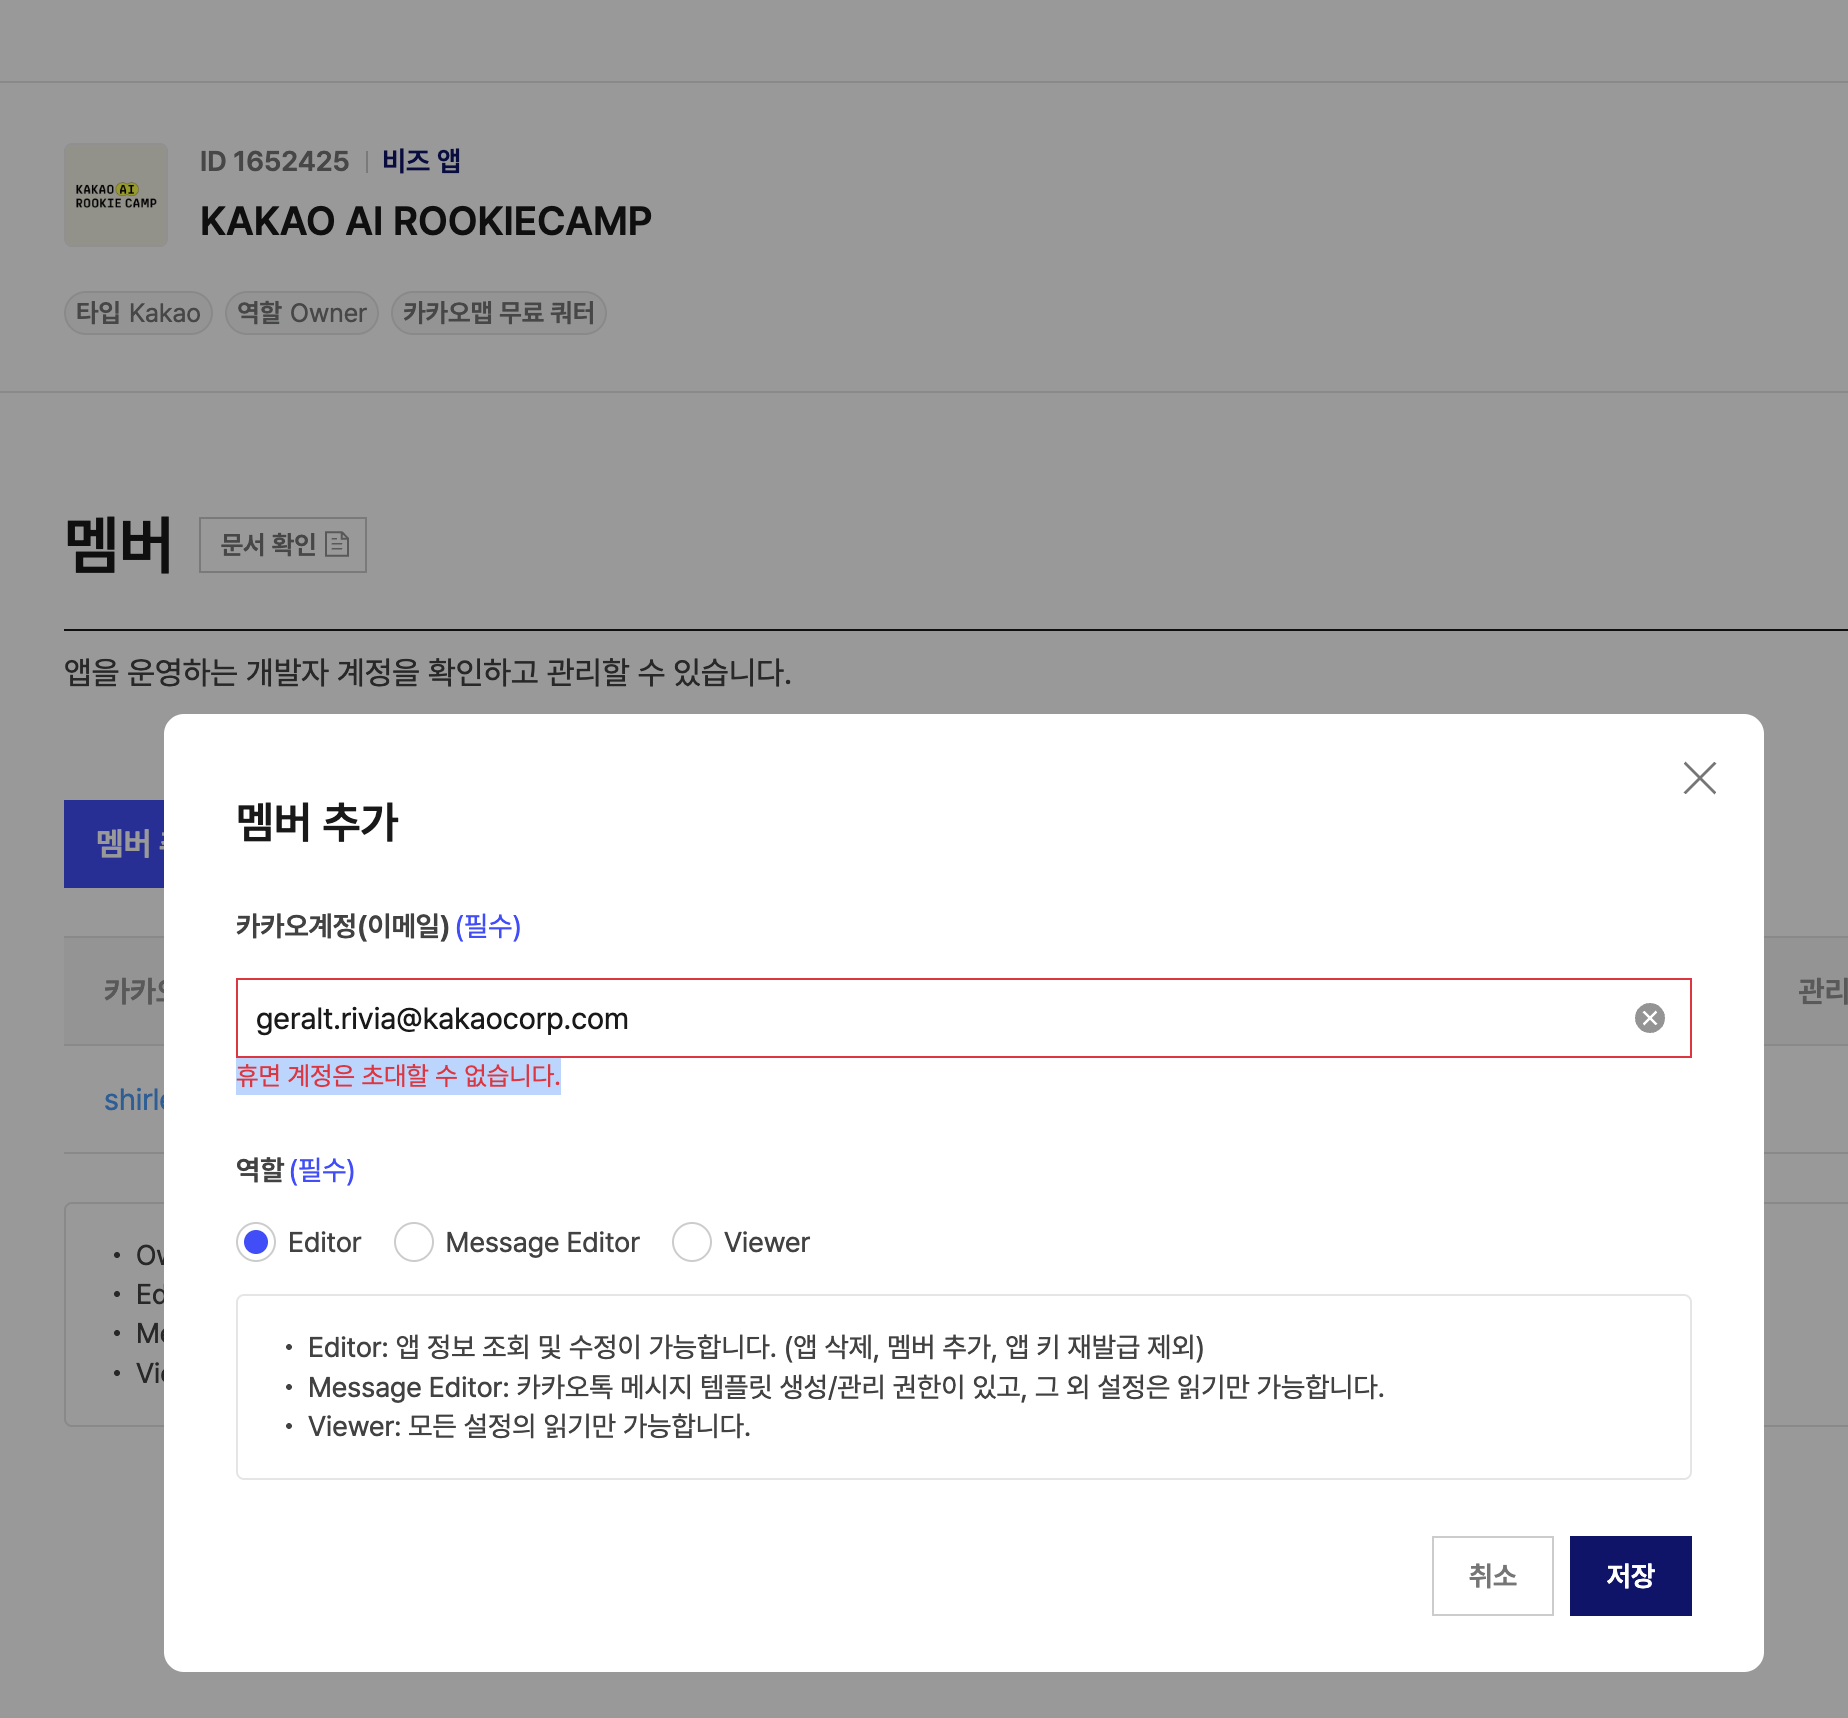 KAKAO AI
ROOKIE CAMP
ID 1652425 | 비즈 앱
KAKAO AI ROOKIECAMP
타입 Kakao
역할 Owner
카카오맵 무료 쿼터
멤버
문서 확인
앱을 운영하는 개발자 계정을 확인하고 관리할 수 있습니다.
멤버
관리
멤버 추가
카카오계정(이메일) (필수)
geralt.rivia@kakaocorp.com
휴면 계정은 초대할 수 없습니다.
역할 (필수)
Editor
Message Editor
Viewer
• Editor: 앱 정보 조회 및 수정이 가능합니다. (앱 삭제, 멤버 추가, 앱 키 재발급 제외)
• Message Editor: 카카오톡 메시지 템플릿 생성/관리 권한이 있고, 그 외 설정은 읽기만 가능합니다.
• Viewer: 모든 설정의 읽기만 가능합니다.
취소
저장